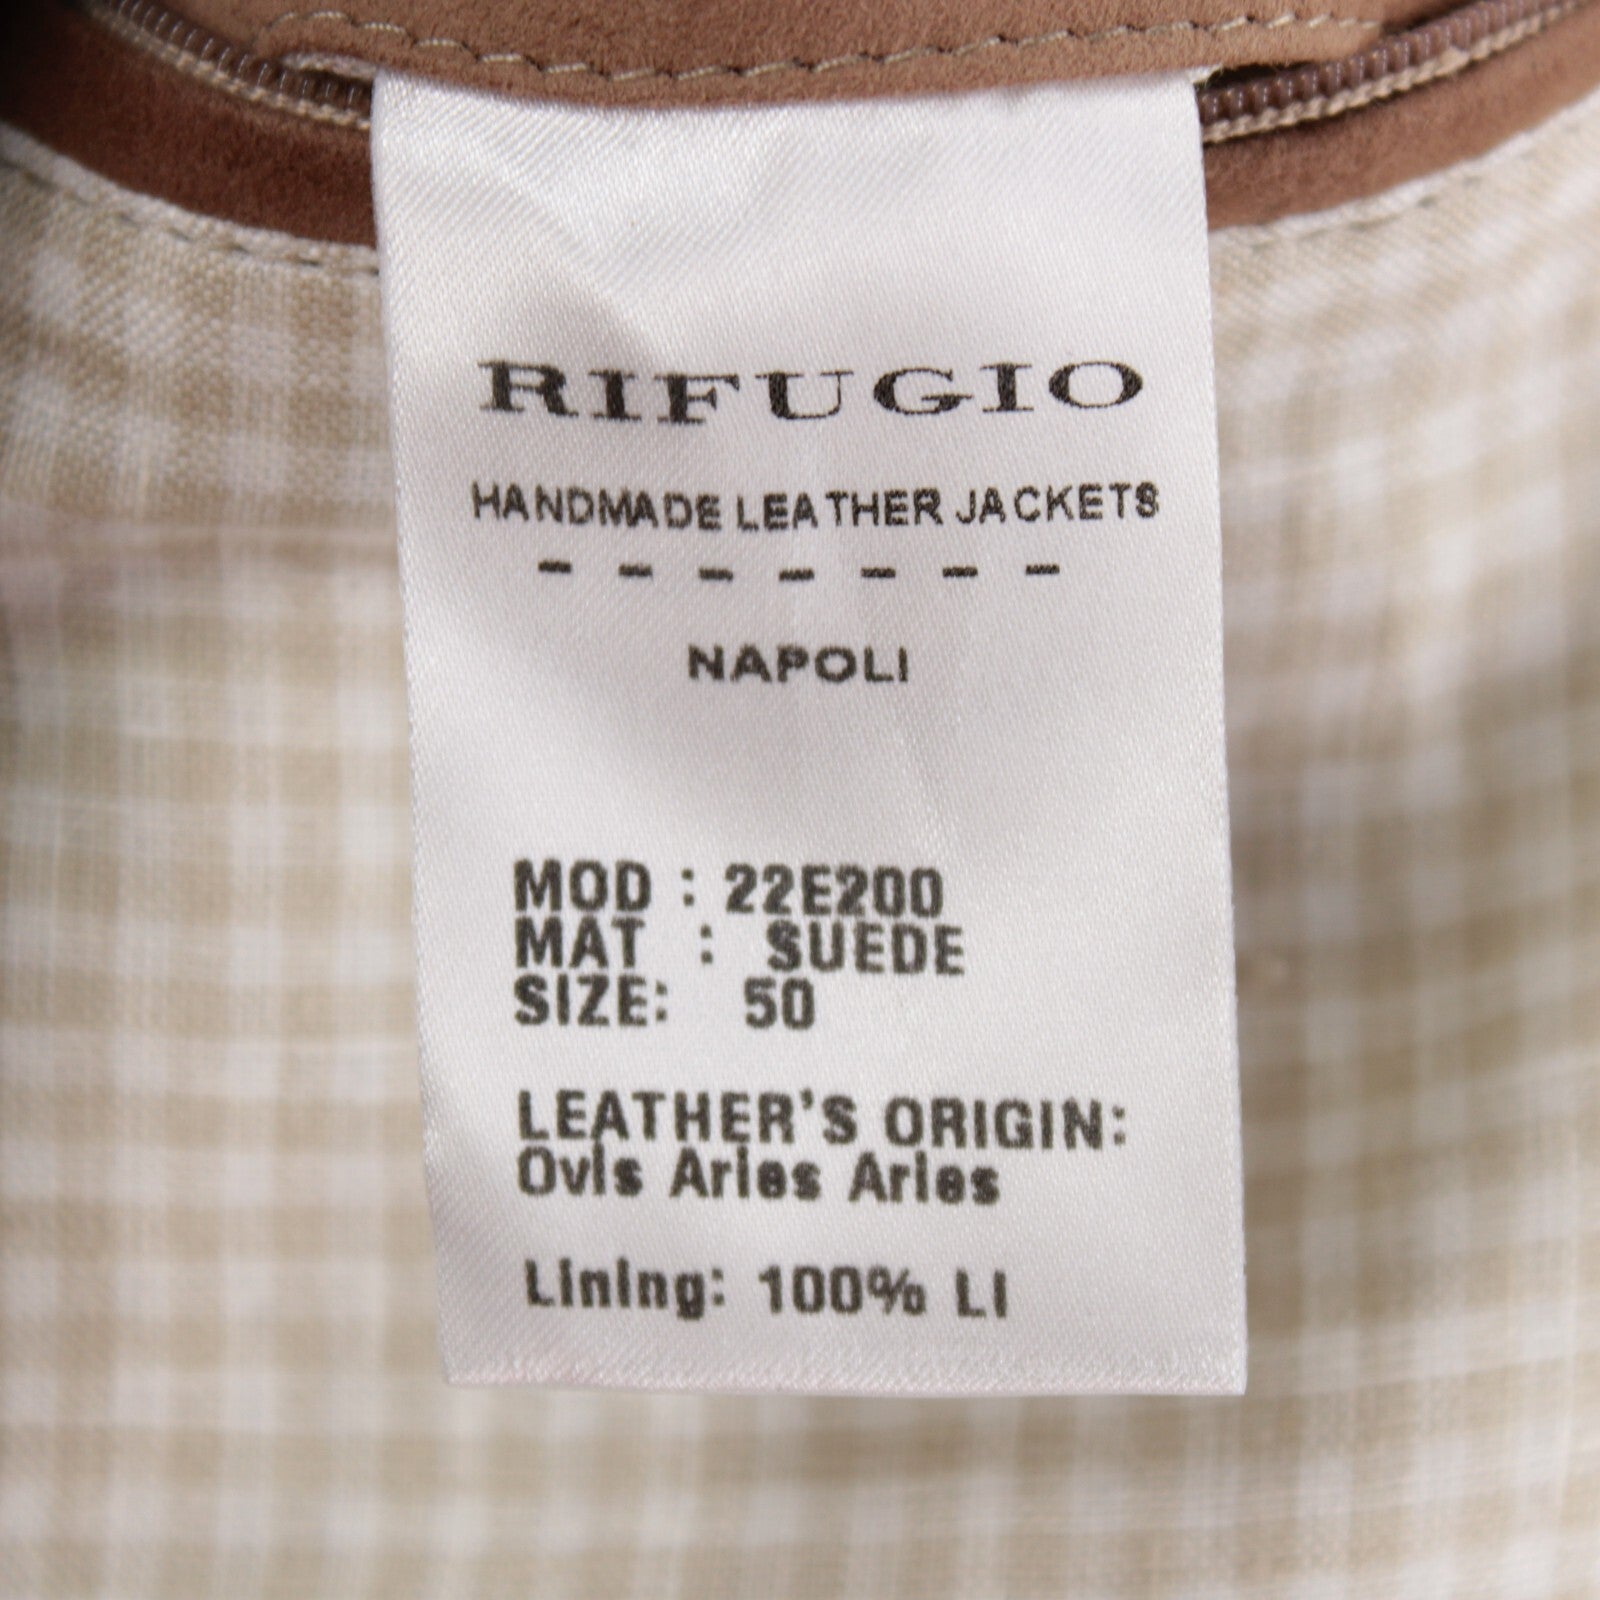 RIFUGIO
HANDMADE LEATHER JACKETS
- - - - - - -
NAPOLI
MOD : 22E200
MAT : SUEDE
SIZE: 50
LEATHER'S ORIGIN:
Ovis Aries Aries
Lining: 100% LI